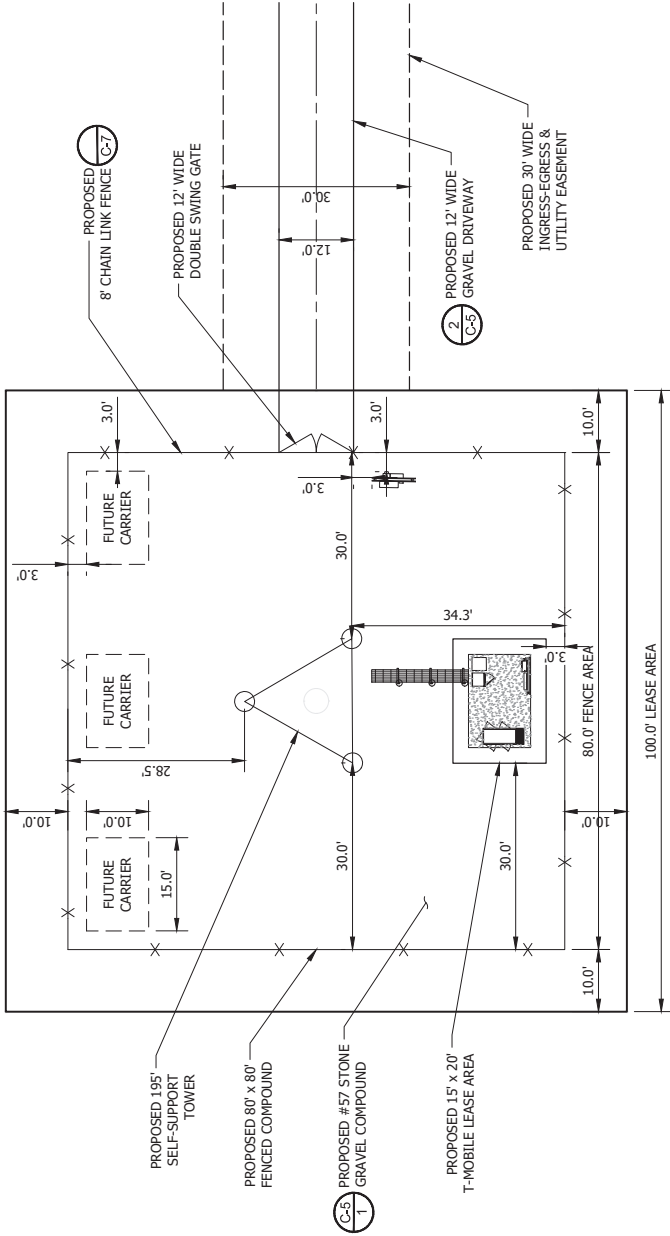 PROPOSED
8' CHAIN LINK FENCE
C-7
PROPOSED 12' WIDE
DOUBLE SWING GATE
30.0'
12.0'
2
C-5
PROPOSED 12' WIDE
GRAVEL DRIVEWAY
PROPOSED 30' WIDE
INGRESS-EGRESS &
UTILITY EASEMENT
3.0'
3.0'
10.0'
3.0'
FUTURE
CARRIER
3.0'
30.0'
34.3'
3.0'
FUTURE
CARRIER
28.5'
80.0' FENCE AREA
100.0' LEASE AREA
10.0'
10.0'
FUTURE
CARRIER
15.0'
30.0'
30.0'
10.0'
10.0'
PROPOSED 195'
SELF-SUPPORT
TOWER
PROPOSED 80' x 80'
FENCED COMPOUND
C-5
1
PROPOSED #57 STONE
GRAVEL COMPOUND
PROPOSED 15' x 20'
T-MOBILE LEASE AREA